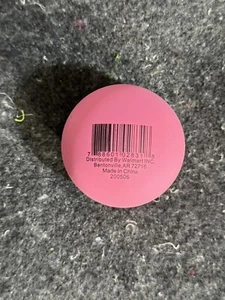 Distributed By Walmart INC.
Bentonville,AR 72716
Made in China
200506